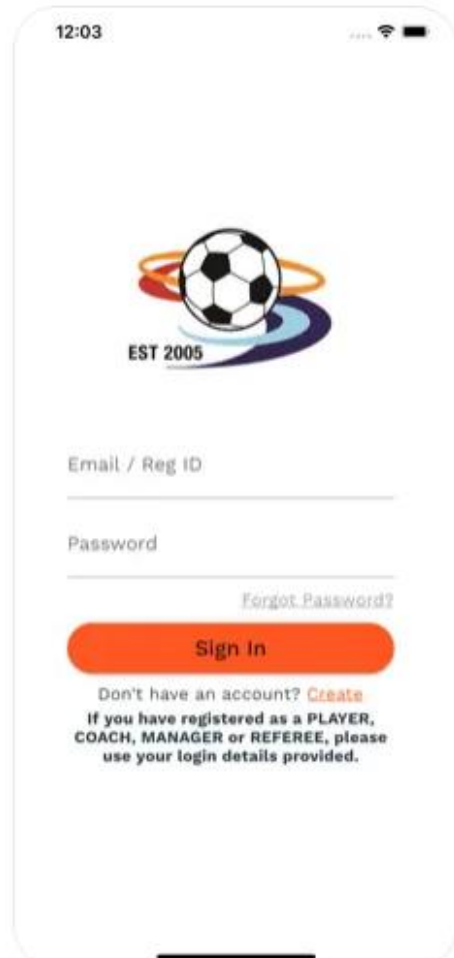 12:03
EST 2005
Email / Reg ID
Password
Forgot Password?
Sign In
Don't have an account? Create
If you have registered as a PLAYER,
COACH, MANAGER or REFEREE, please
use your login details provided.